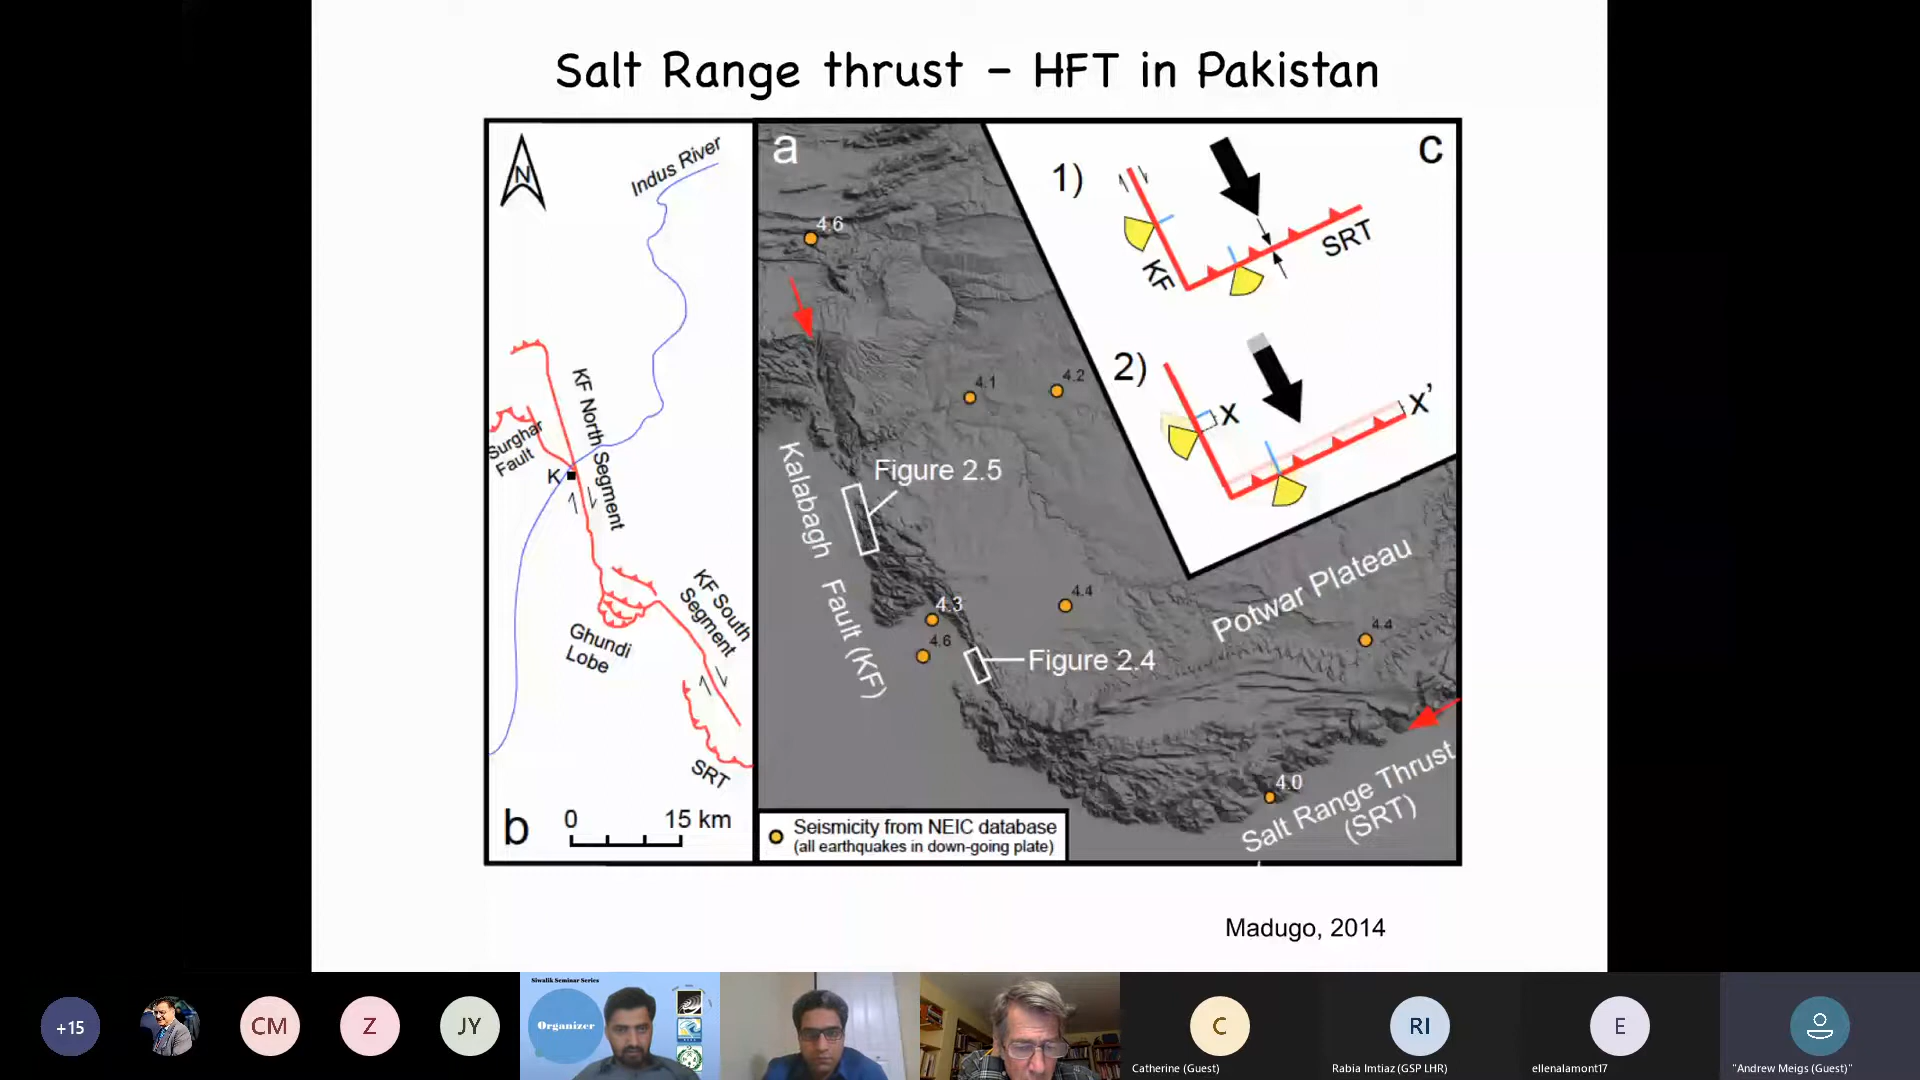 Salt Range thrust – HFT in Pakistan
N
Indus River
KF North Segment
Surghar
Fault
K
Ghundi
Lobe
KF South
Segment
SRT
b
0 15 km
a
4.6
4.1
4.2
Figure 2.5
Kalabagh Fault (KF)
4.3
4.6
4.4
Figure 2.4
Potwar Plateau
4.4
4.0
Salt Range Thrust
(SRT)
Seismicity from NEIC database
(all earthquakes in down-going plate)
c
1)
KF
SRT
2)
X
X'
Madugo, 2014
+15
CM
Z
JY
Siwalik Seminar Series
Organizer
C
Catherine (Guest)
RI
Rabia Imtiaz (GSP LHR)
E
ellenalamont17
"Andrew Meigs (Guest)"